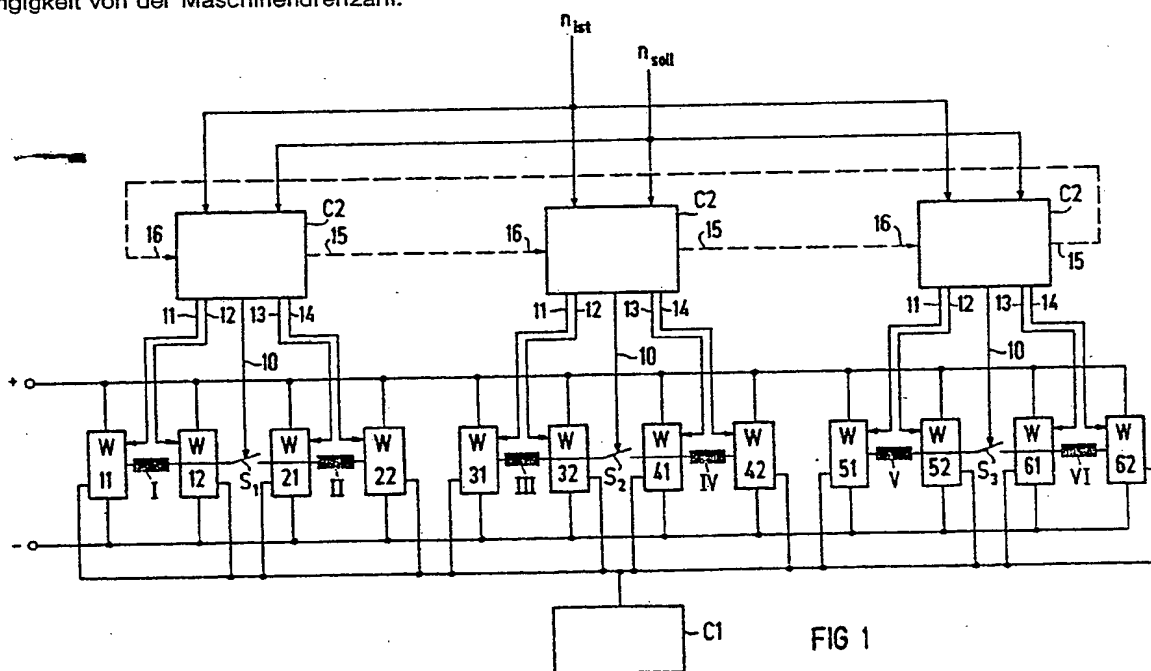 von der Maschinendrehzahl.
n_ist
n_soll
C2 C2 C2
16 15 16 15 16 15
11 12 13 14 11 12 13 14 11 12 13 14
10 10 10
+
W W W W W W W W W W W W
11 I 12 S₁ 21 II 22 31 III 32 S₂ 41 IV 42 51 V 52 S₃ 61 VI 62
-
C1
FIG 1